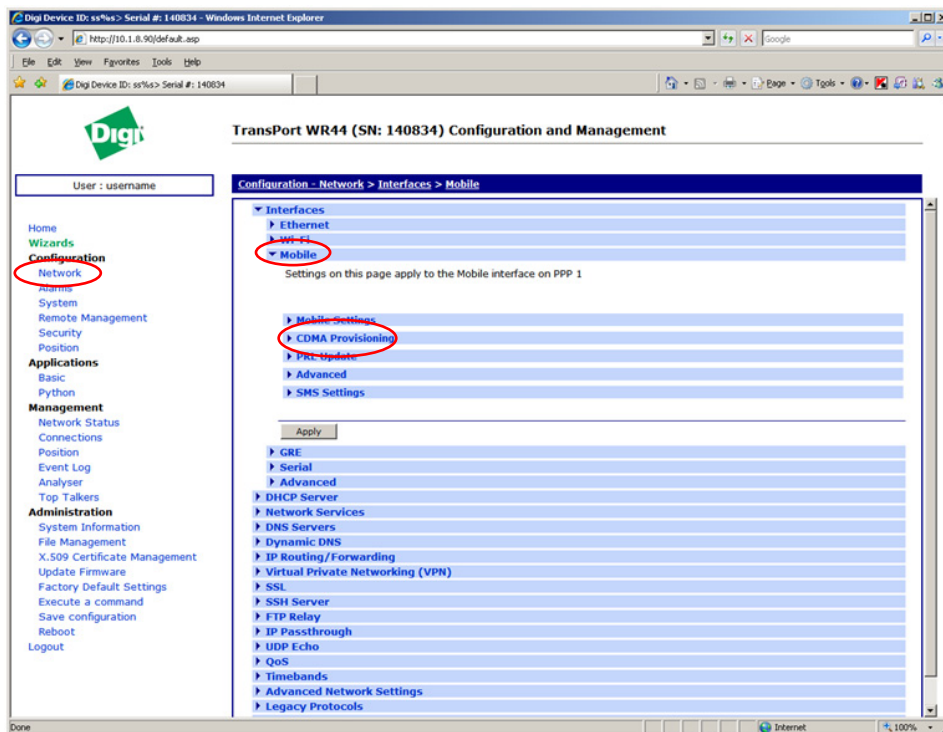 Digi Device ID: ss%s> Serial #: 140834 - Windows Internet Explorer
http://10.1.8.90/default.asp
Google
File Edit View Favorites Tools Help
Digi Device ID: ss%s> Serial #: 140834
Page Tools
Digi
TransPort WR44 (SN: 140834) Configuration and Management
User : username
Configuration - Network > Interfaces > Mobile
Home
Wizards
Configuration
Network
Alarms
System
Remote Management
Security
Position
Applications
Basic
Python
Management
Network Status
Connections
Position
Event Log
Analyser
Top Talkers
Administration
System Information
File Management
X.509 Certificate Management
Update Firmware
Factory Default Settings
Execute a command
Save configuration
Reboot
Logout
Interfaces
Ethernet
Wi-Fi
Mobile
Settings on this page apply to the Mobile interface on PPP 1
Mobile Settings
CDMA Provisioning
PRL Update
Advanced
SMS Settings
Apply
GRE
Serial
Advanced
DHCP Server
Network Services
DNS Servers
Dynamic DNS
IP Routing/Forwarding
Virtual Private Networking (VPN)
SSL
SSH Server
FTP Relay
IP Passthrough
UDP Echo
QoS
Timebands
Advanced Network Settings
Legacy Protocols
Done
Internet
100%